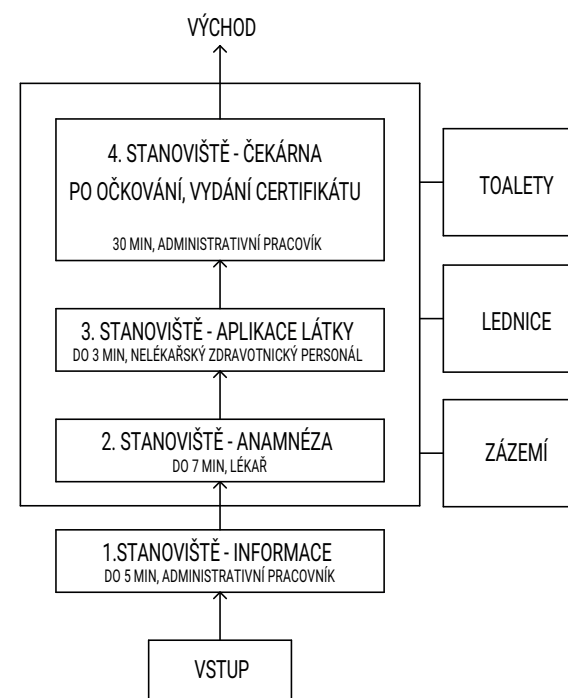 VÝCHOD
4. STANOVIŠTĚ - ČEKÁRNA
PO OČKOVÁNÍ, VYDÁNÍ CERTIFIKÁTU
30 MIN, ADMINISTRATIVNÍ PRACOVÍK
TOALETY
3. STANOVIŠTĚ - APLIKACE LÁTKY
DO 3 MIN, NELÉKAŘSKÝ ZDRAVOTNICKÝ PERSONÁL
LEDNICE
2. STANOVIŠTĚ - ANAMNÉZA
DO 7 MIN, LÉKAŘ
ZÁZEMÍ
1.STANOVIŠTĚ - INFORMACE
DO 5 MIN, ADMINISTRATIVNÍ PRACOVNÍK
VSTUP